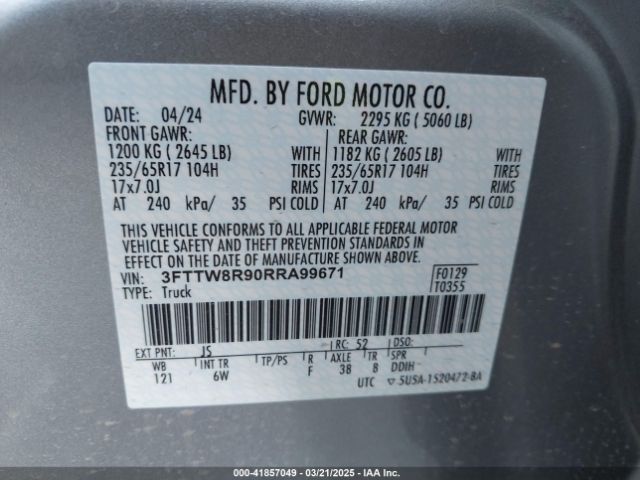 MFD. BY FORD MOTOR CO.
DATE: 04/24 GVWR: 2295 KG ( 5060 LB)
FRONT GAWR: REAR GAWR:
1200 KG ( 2645 LB) WITH 1182 KG ( 2605 LB) WITH
235/65R17 104H TIRES 235/65R17 104H TIRES
17x7.0J RIMS 17x7.0J RIMS
AT 240 kPa/ 35 PSI COLD AT 240 kPa/ 35 PSI COLD
THIS VEHICLE CONFORMS TO ALL APPLICABLE FEDERAL MOTOR
VEHICLE SAFETY AND THEFT PREVENTION STANDARDS IN
EFFECT ON THE DATE OF MANUFACTURE SHOWN ABOVE.
VIN: 3FTTW8R90RRA99671 F0129
TYPE: Truck T0355
EXT PNT: JS RC: 52 DSO:
WB INT TR TP/PS R AXLE TR SPR
121 6W F 38 8 DDIH
UTC ▽ 5U5A-1520472-BA
000-41857049 — 03/21/2025 — IAA Inc.